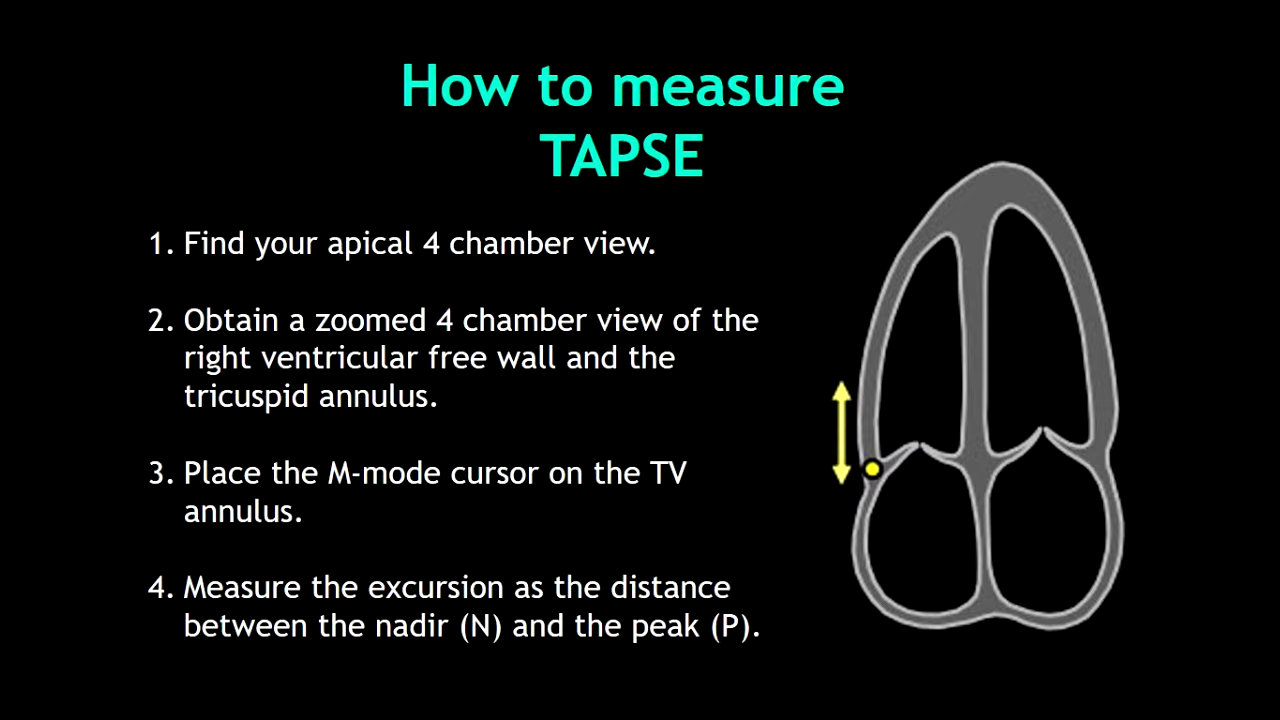 How to measure
TAPSE
1. Find your apical 4 chamber view.
2. Obtain a zoomed 4 chamber view of the
right ventricular free wall and the
tricuspid annulus.
3. Place the M-mode cursor on the TV
annulus.
4. Measure the excursion as the distance
between the nadir (N) and the peak (P).